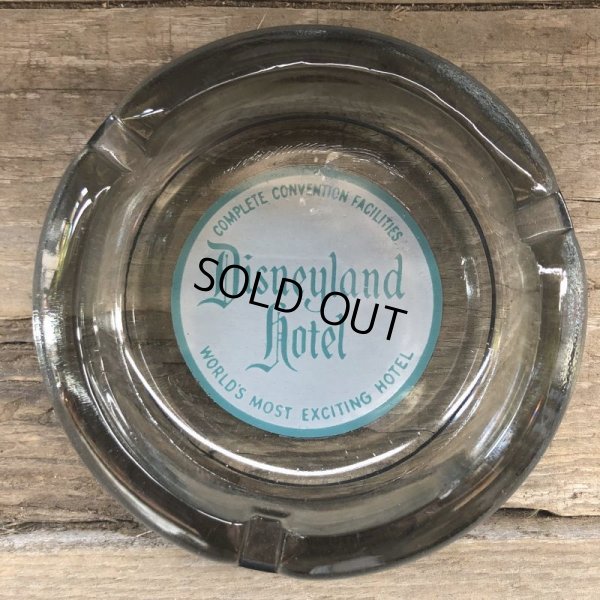 COMPLETE CONVENTION FACILITIES
Disneyland
SOLD OUT
Hotel
WORLD'S MOST EXCITING HOTEL